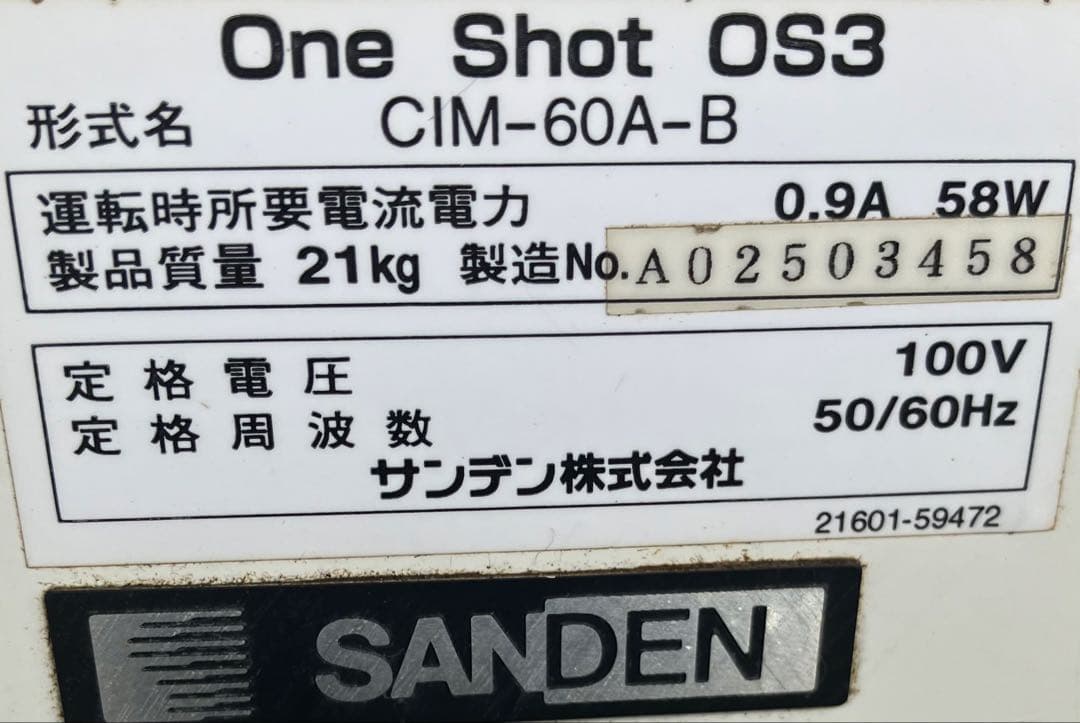 One Shot OS3
形式名 CIM-60A-B
運転時所要電流電力 0.9A 58W
製品質量 21kg 製造No. A02503458
定格電圧 100V
定格周波数 50/60Hz
サンデン株式会社
21601-59472
SANDEN